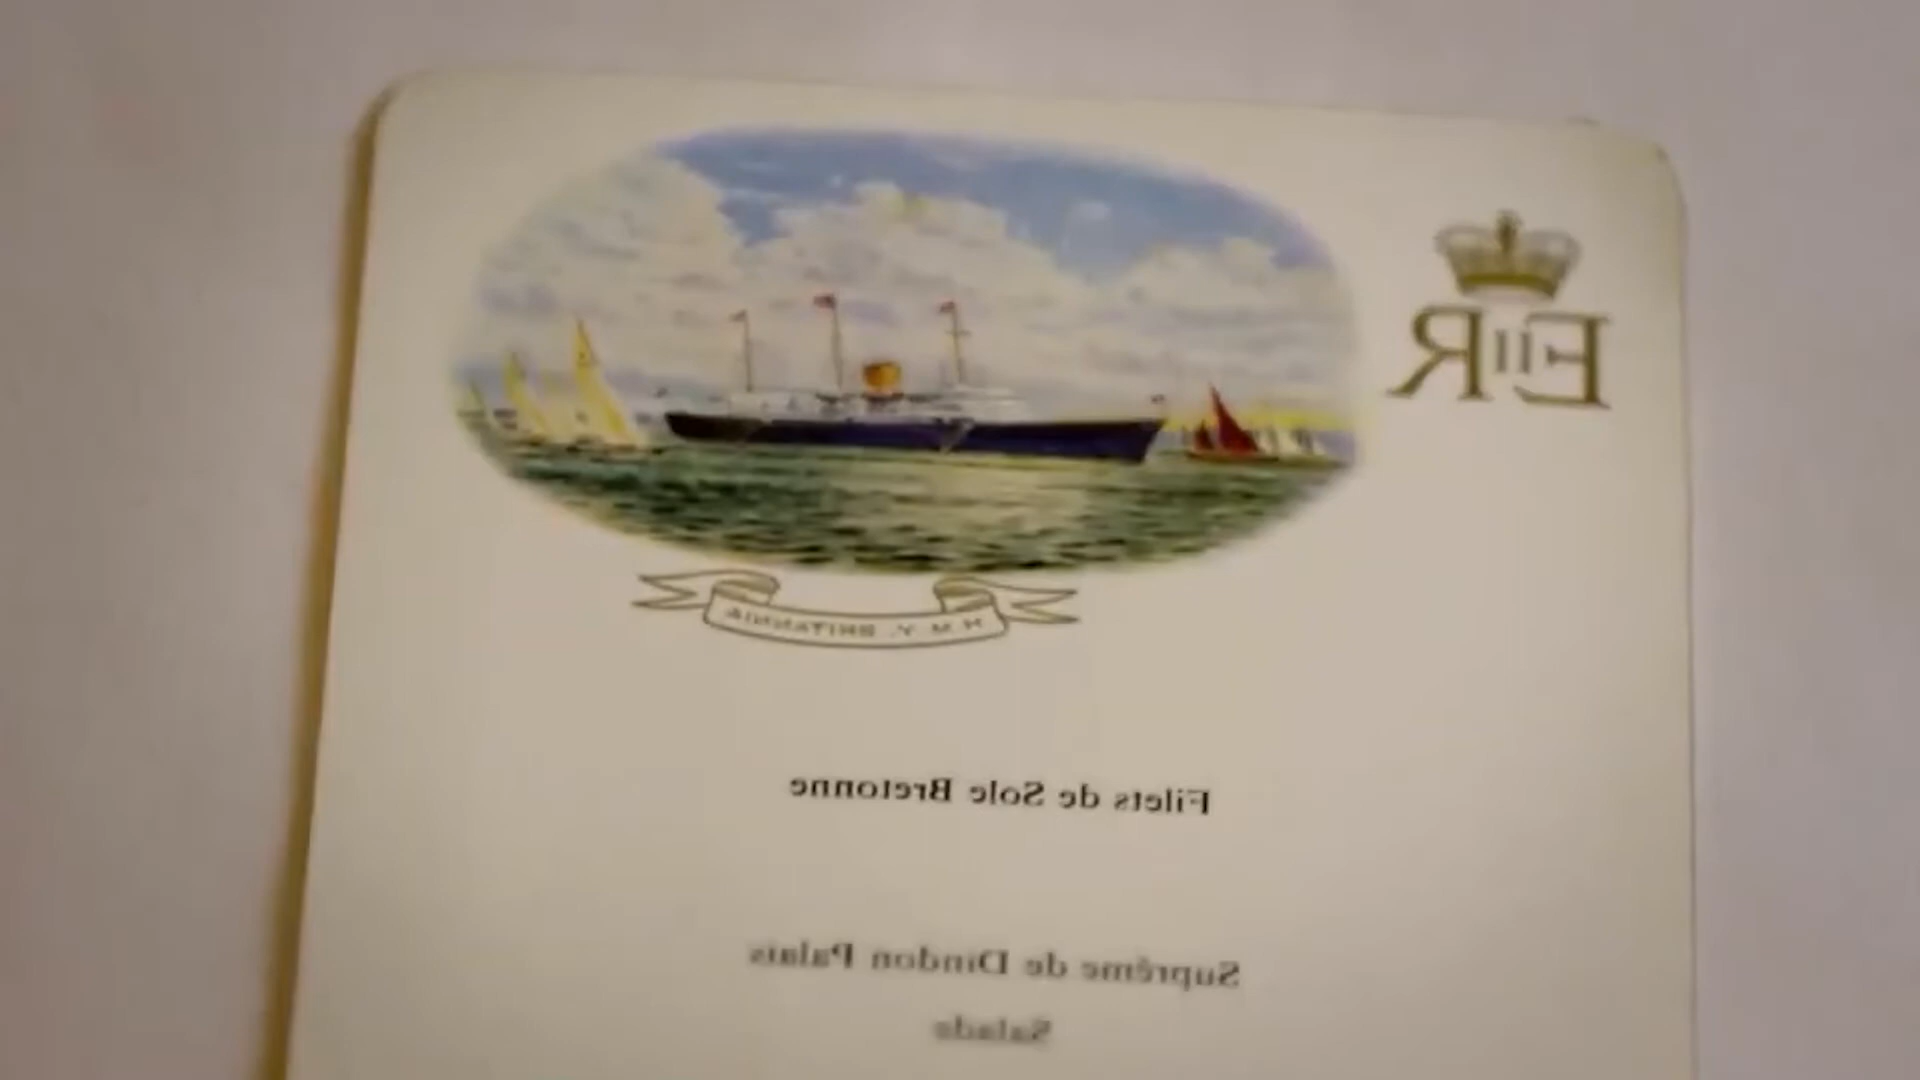 EIIR
H.M.Y. BRITANNIA
Filets de Sole Bretonne
Suprême de Dindon Palais
Salade